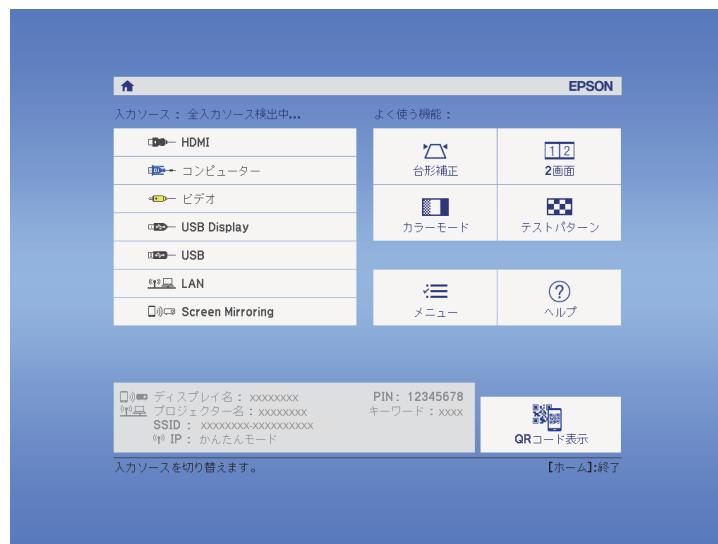 EPSON
入力ソース： 全入力ソース検出中...
HDMI
コンピューター
ビデオ
USB Display
USB
LAN
Screen Mirroring
よく使う機能：
台形補正
1 2
2画面
カラーモード
テストパターン
メニュー
?
ヘルプ
ディスプレイ名： xxxxxxxx
プロジェクター名： xxxxxxxx
SSID： xxxxxxxx-xxxxxxxxxx
IP： かんたんモード
PIN： 12345678
キーワード：xxxx
QRコード表示
入力ソースを切り替えます。
【ホーム】:終了